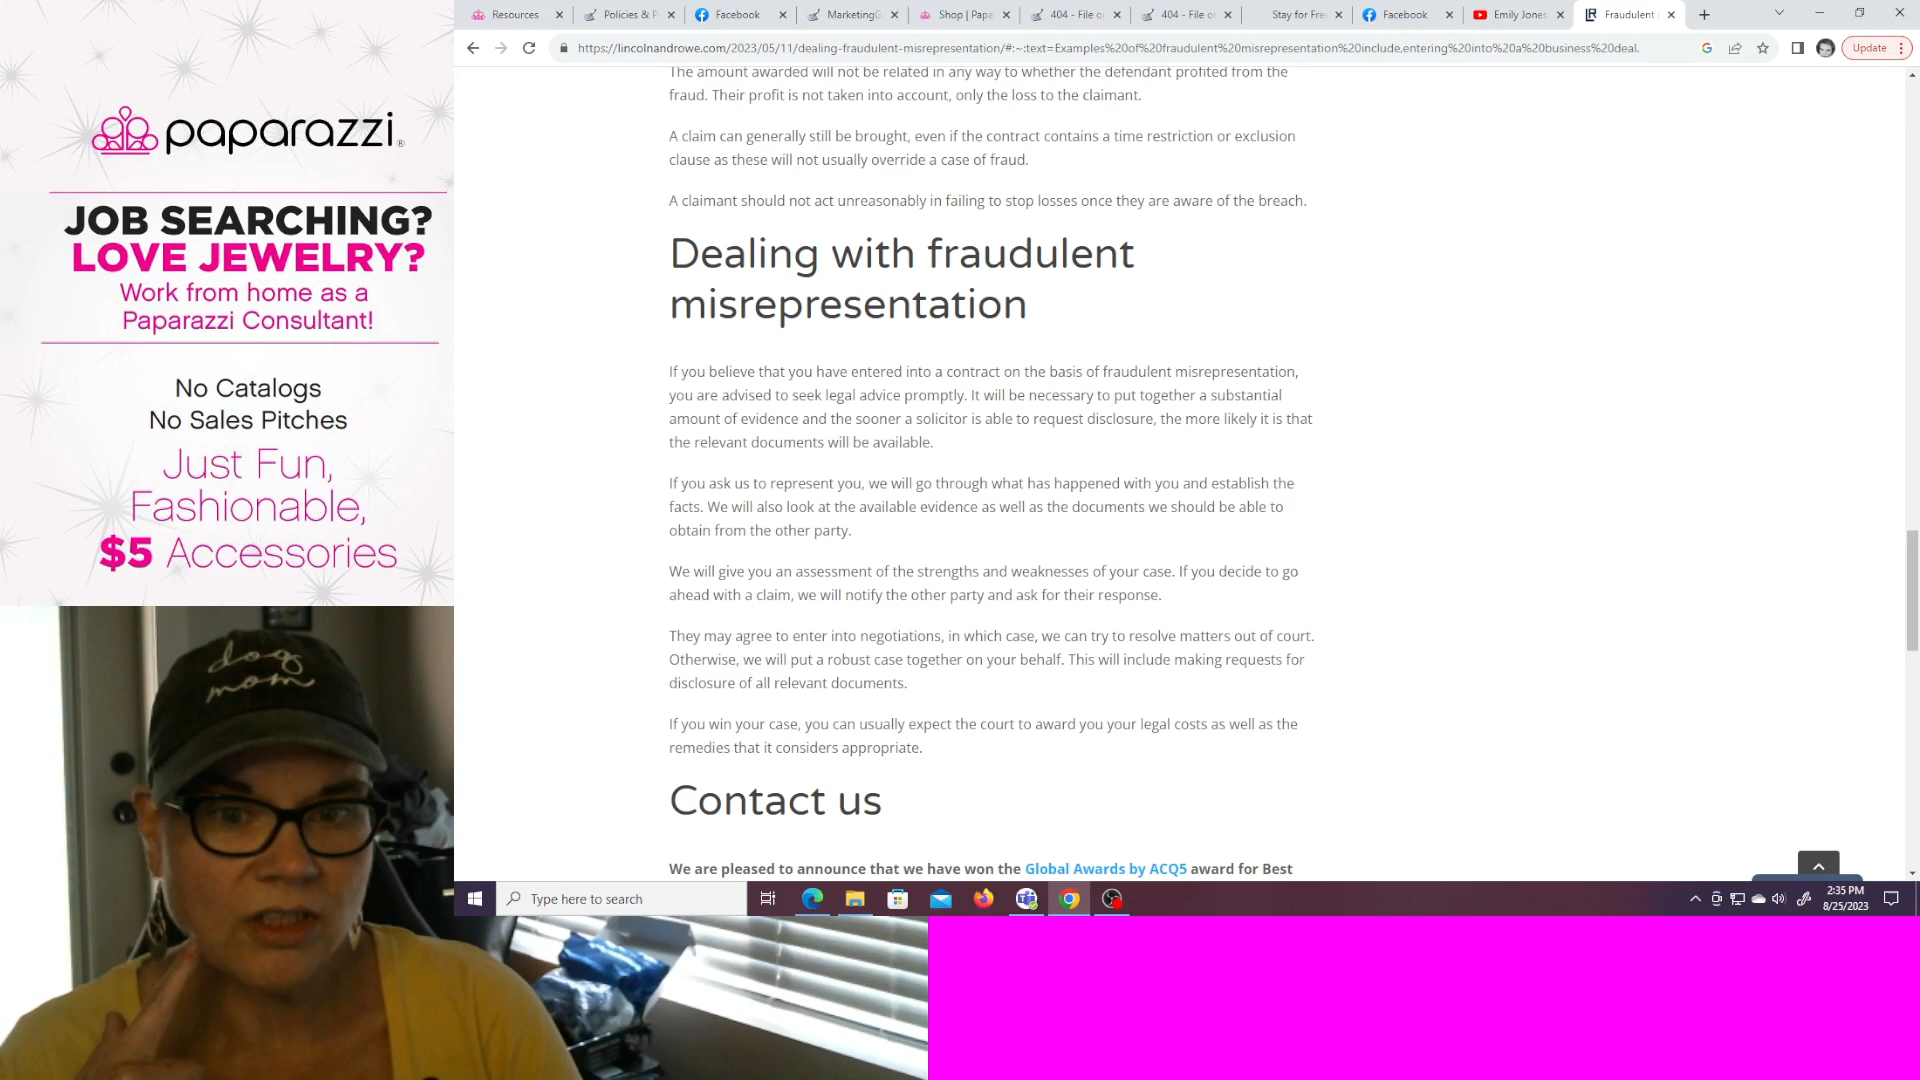 paparazzi®
JOB SEARCHING?
LOVE JEWELRY?
Work from home as a
Paparazzi Consultant!
No Catalogs
No Sales Pitches
Just Fun,
Fashionable,
$5 Accessories
dog
mom
Resources
Policies & P
Facebook
MarketingG
Shop | Papa
404 - File o
404 - File o
Stay for Fre
Facebook
Emily Jones
Fraudulent
https://lincolnandrowe.com/2023/05/11/dealing-fraudulent-misrepresentation/#:~:text=Examples%20of%20fraudulent%20misrepresentation%20include,entering%20into%20a%20business%20deal.
Update
The amount awarded will not be related in any way to whether the defendant profited from the
fraud. Their profit is not taken into account, only the loss to the claimant.
A claim can generally still be brought, even if the contract contains a time restriction or exclusion
clause as these will not usually override a case of fraud.
A claimant should not act unreasonably in failing to stop losses once they are aware of the breach.
Dealing with fraudulent
misrepresentation
If you believe that you have entered into a contract on the basis of fraudulent misrepresentation,
you are advised to seek legal advice promptly. It will be necessary to put together a substantial
amount of evidence and the sooner a solicitor is able to request disclosure, the more likely it is that
the relevant documents will be available.
If you ask us to represent you, we will go through what has happened with you and establish the
facts. We will also look at the available evidence as well as the documents we should be able to
obtain from the other party.
We will give you an assessment of the strengths and weaknesses of your case. If you decide to go
ahead with a claim, we will notify the other party and ask for their response.
They may agree to enter into negotiations, in which case, we can try to resolve matters out of court.
Otherwise, we will put a robust case together on your behalf. This will include making requests for
disclosure of all relevant documents.
If you win your case, you can usually expect the court to award you your legal costs as well as the
remedies that it considers appropriate.
Contact us
We are pleased to announce that we have won the Global Awards by ACQ5 award for Best
Type here to search
2:35 PM
8/25/2023